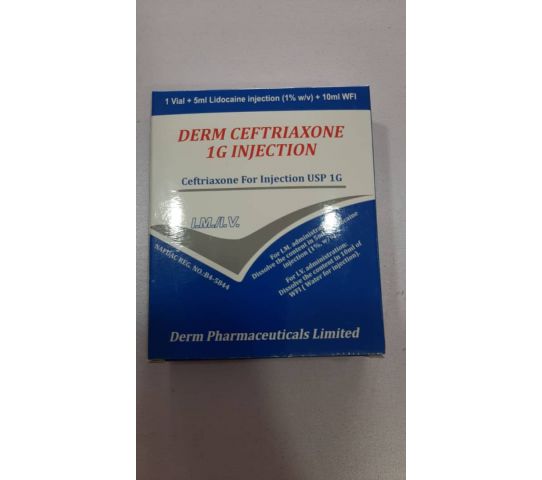 1 Vial + 5ml Lidocaine injection (1% w/v) + 10ml WFI
DERM CEFTRIAXONE
1G INJECTION
Ceftriaxone For Injection USP 1G
I.M./I.V.
NAFDAC REG. NO.-B4-5844
For I.M. administration:
Dissolve the content in 5ml Lidocaine
injection (1%, w/v).
For I.V. administration:
Dissolve the content in 10ml of
WFI ( Water for injection).
Derm Pharmaceuticals Limited